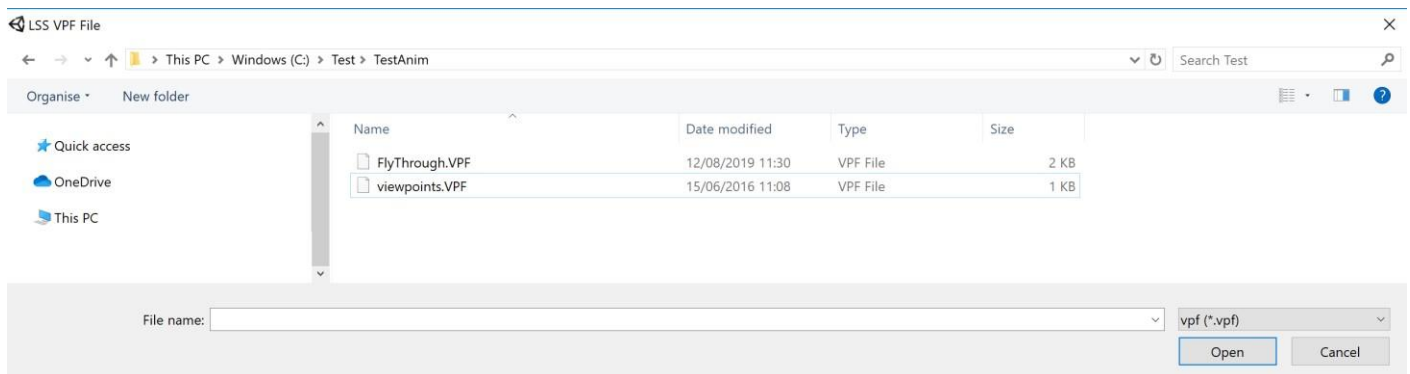 LSS VPF File
This PC > Windows (C:) > Test > TestAnim
Search Test
Organise
New folder
Quick access
OneDrive
This PC
Name Date modified Type Size
FlyThrough.VPF 12/08/2019 11:30 VPF File 2 KB
viewpoints.VPF 15/06/2016 11:08 VPF File 1 KB
File name:
vpf (*.vpf)
Open
Cancel